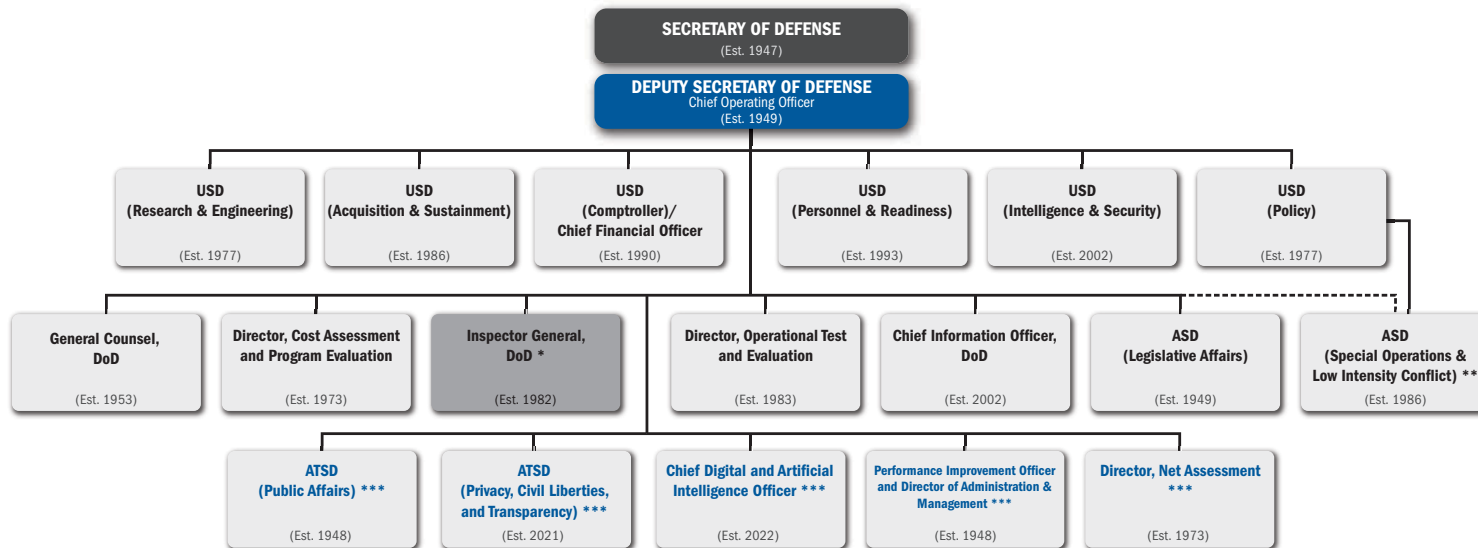 SECRETARY OF DEFENSE
(Est. 1947)
DEPUTY SECRETARY OF DEFENSE
Chief Operating Officer
(Est. 1949)
USD
(Research & Engineering)
(Est. 1977)
USD
(Acquisition & Sustainment)
(Est. 1986)
USD
(Comptroller)/
Chief Financial Officer
(Est. 1990)
USD
(Personnel & Readiness)
(Est. 1993)
USD
(Intelligence & Security)
(Est. 2002)
USD
(Policy)
(Est. 1977)
General Counsel,
DoD
(Est. 1953)
Director, Cost Assessment
and Program Evaluation
(Est. 1973)
Inspector General,
DoD *
(Est. 1982)
Director, Operational Test
and Evaluation
(Est. 1983)
Chief Information Officer,
DoD
(Est. 2002)
ASD
(Legislative Affairs)
(Est. 1949)
ASD
(Special Operations &
Low Intensity Conflict) **
(Est. 1986)
ATSD
(Public Affairs) ***
(Est. 1948)
ATSD
(Privacy, Civil Liberties,
and Transparency) ***
(Est. 2021)
Chief Digital and Artificial
Intelligence Officer ***
(Est. 2022)
Performance Improvement Officer
and Director of Administration &
Management ***
(Est. 1948)
Director, Net Assessment
***
(Est. 1973)